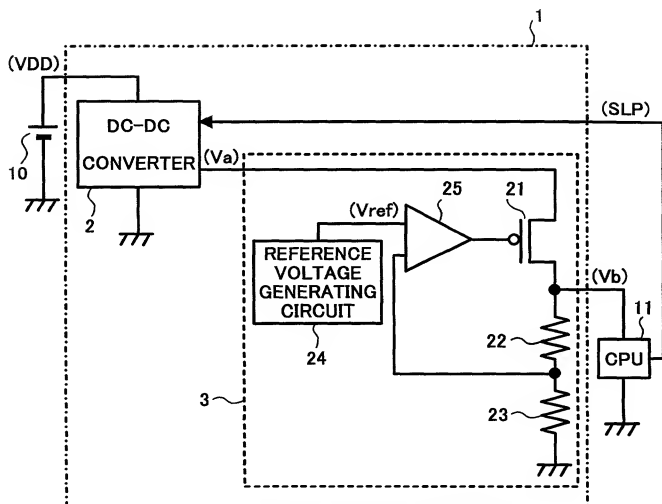 1
(VDD)
(SLP)
DC-DC
CONVERTER
(Va)
10
2
25
21
(Vref)
REFERENCE
VOLTAGE
GENERATING
CIRCUIT
24
(Vb)
11
22
CPU
3
23